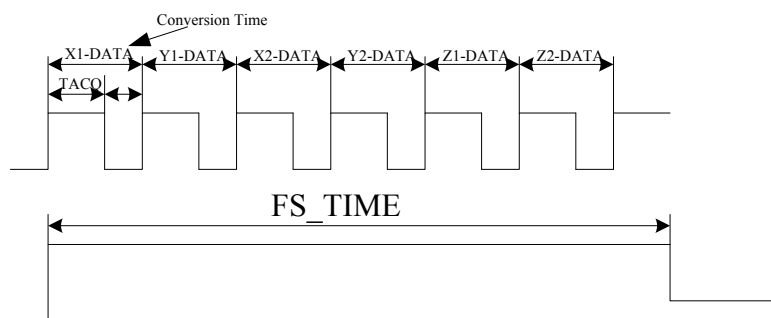 Conversion Time
X1-DATA Y1-DATA X2-DATA Y2-DATA Z1-DATA Z2-DATA
TACQ
FS_TIME